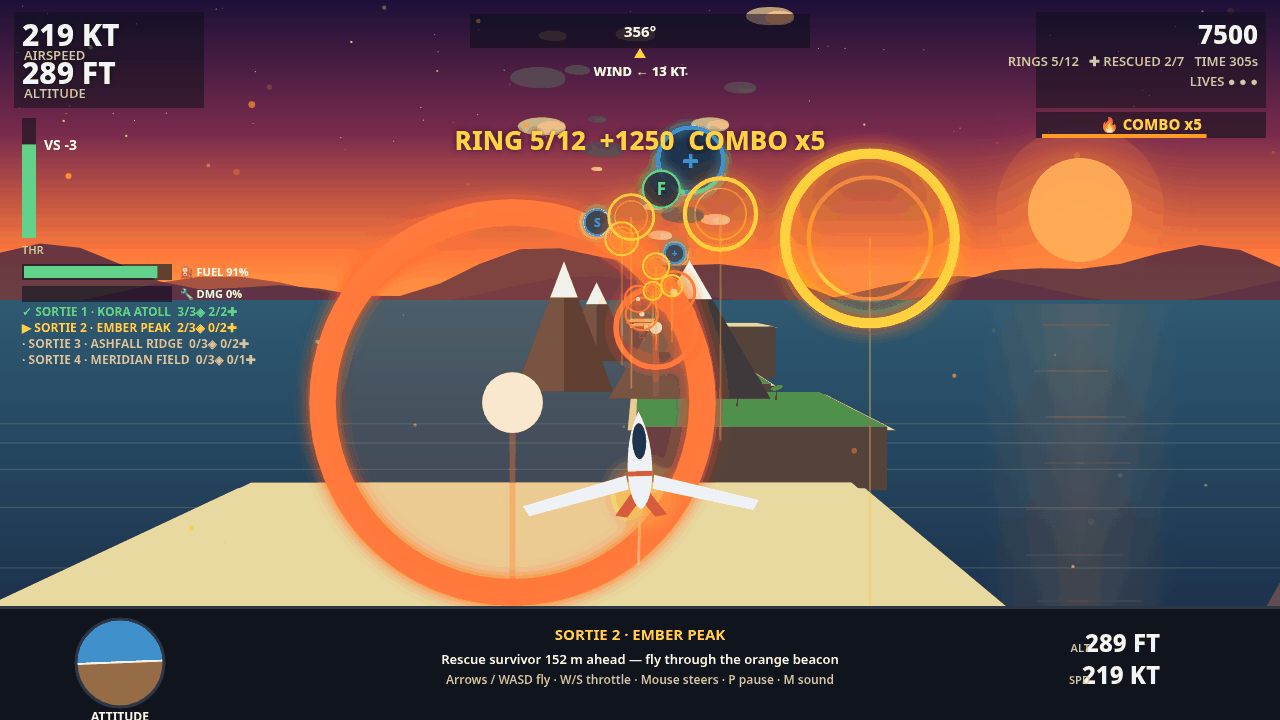 219 KT
AIRSPEED
289 FT
ALTITUDE
VS -3
THR
FUEL 91%
DMG 0%
✓ SORTIE 1 · KORA ATOLL 3/3◈ 2/2✚
▶ SORTIE 2 · EMBER PEAK 2/3◈ 0/2✚
· SORTIE 3 · ASHFALL RIDGE 0/3◈ 0/2✚
· SORTIE 4 · MERIDIAN FIELD 0/3◈ 0/1✚
356°
WIND ← 13 KT
7500
RINGS 5/12 ✚ RESCUED 2/7 TIME 305s
LIVES ● ● ●
🔥 COMBO x5
RING 5/12 +1250 COMBO x5
F
S
SORTIE 2 · EMBER PEAK
Rescue survivor 152 m ahead — fly through the orange beacon
Arrows / WASD fly · W/S throttle · Mouse steers · P pause · M sound
ATTITUDE
ALT 289 FT
219 KT